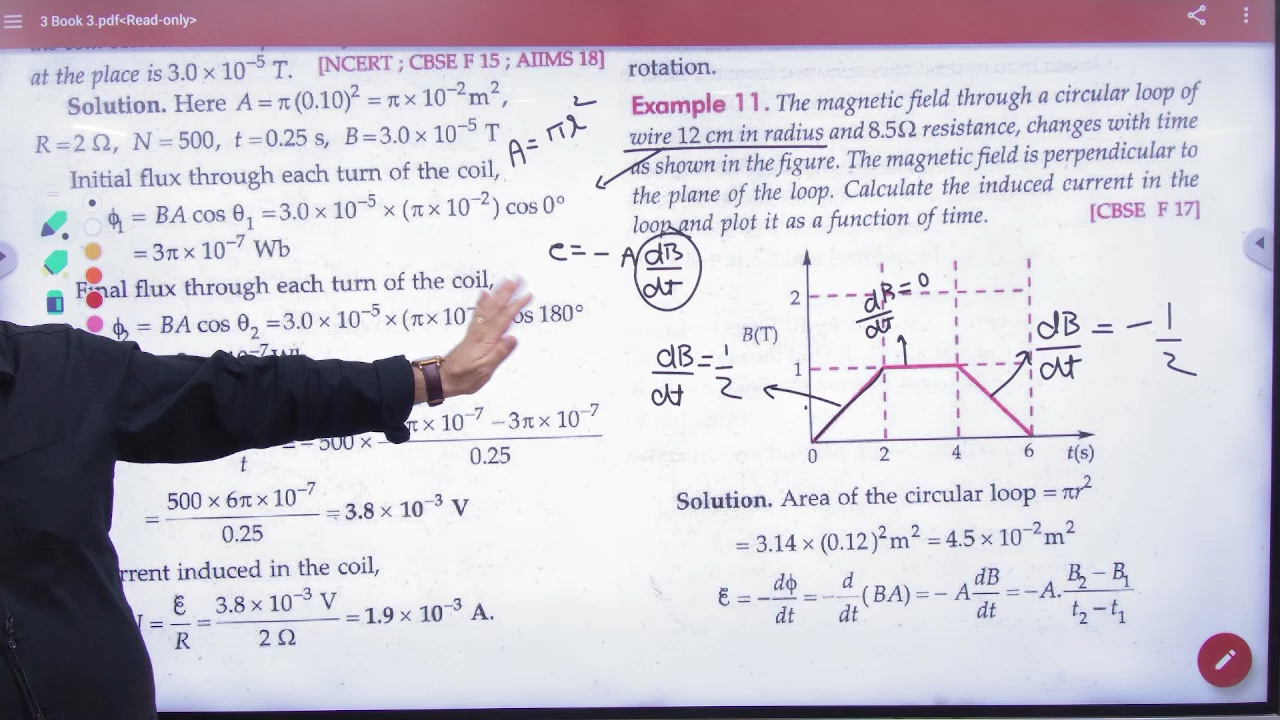 3 Book 3.pdf<Read-only>
at the place is 3.0 × 10⁻⁵ T. [NCERT ; CBSE F 15 ; AIIMS 18]
Solution. Here A = π (0.10)² = π × 10⁻² m²,
R = 2 Ω, N = 500, t = 0.25 s, B = 3.0 × 10⁻⁵ T
A = πr²
Initial flux through each turn of the coil,
ϕ₁ = BA cos θ₁ = 3.0 × 10⁻⁵ × (π × 10⁻²) cos 0°
= 3π × 10⁻⁷ Wb
Final flux through each turn of the coil,
= BA cos θ₂ = 3.0 × 10⁻⁵ × (π × 10 180°
π × 10⁻⁷ − 3π × 10⁻⁷
500 ×
t
0.25
= 500 × 6π × 10⁻⁷ / 0.25 = 3.8 × 10⁻³ V
induced in the coil,
I = ℰ / R = 3.8 × 10⁻³ V / 2 Ω = 1.9 × 10⁻³ A.
rotation.
Example 11. The magnetic field through a circular loop of
wire 12 cm in radius and 8.5Ω resistance, changes with time
as shown in the figure. The magnetic field is perpendicular to
the plane of the loop. Calculate the induced current in the
loop and plot it as a function of time. [CBSE F 17]
e = − A dB/dt
dB/dt = 0
dB/dt = 1/2
dB/dt = − 1/2
2
B(T)
1
0 2 4 6 t(s)
Solution. Area of the circular loop = πr²
= 3.14 × (0.12)² m² = 4.5 × 10⁻² m²
ℰ = − dϕ/dt = − d/dt (BA) = − A dB/dt = − A. B₂ − B₁ / t₂ − t₁